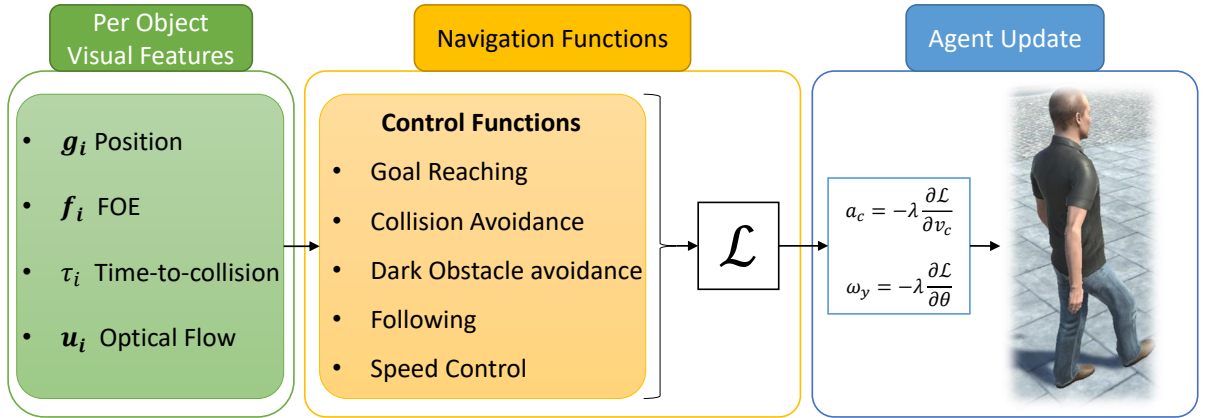 Per Object
Visual Features
• g_i Position
• f_i FOE
• τ_i Time-to-collision
• u_i Optical Flow
Navigation Functions
Control Functions
• Goal Reaching
• Collision Avoidance
• Dark Obstacle avoidance
• Following
• Speed Control
ℒ
Agent Update
a_c = −λ ∂ℒ/∂v_c
ω_y = −λ ∂ℒ/∂θ